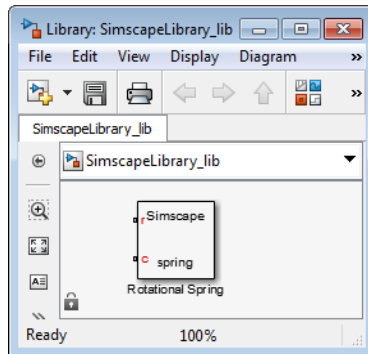 Library: SimscapeLibrary_lib
File Edit View Display Diagram »
»
SimscapeLibrary_lib
SimscapeLibrary_lib
r Simscape
c spring
Rotational Spring
Ready 100%